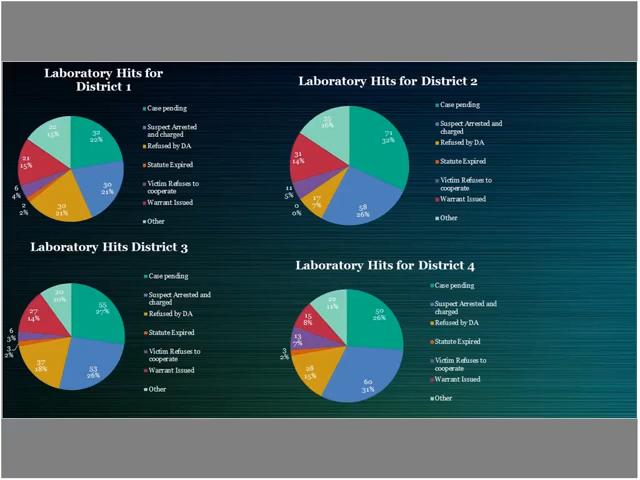 Laboratory Hits for
District 1
32
22%
30
21%
30
21%
2
2%
6
4%
21
15%
22
15%
Case pending
Suspect Arrested
and charged
Refused by DA
Statute Expired
Victim Refuses to
cooperate
Warrant Issued
Other
Laboratory Hits for District 2
71
32%
58
26%
17
7%
0
0%
11
5%
31
14%
35
16%
Case pending
Suspect Arrested and
charged
Refused by DA
Statute Expired
Victim Refuses to
cooperate
Warrant Issued
Other
Laboratory Hits District 3
55
27%
53
26%
37
18%
3
2%
6
3%
27
14%
20
10%
Case pending
Suspect Arrested and
charged
Refused by DA
Statute Expired
Victim Refuses to
cooperate
Warrant Issued
Other
Laboratory Hits for District 4
50
26%
60
31%
28
15%
3
2%
13
7%
15
8%
22
11%
Case pending
Suspect Arrested and
charged
Refused by DA
Statute Expired
Victim Refuses to
cooperate
Warrant Issued
Other